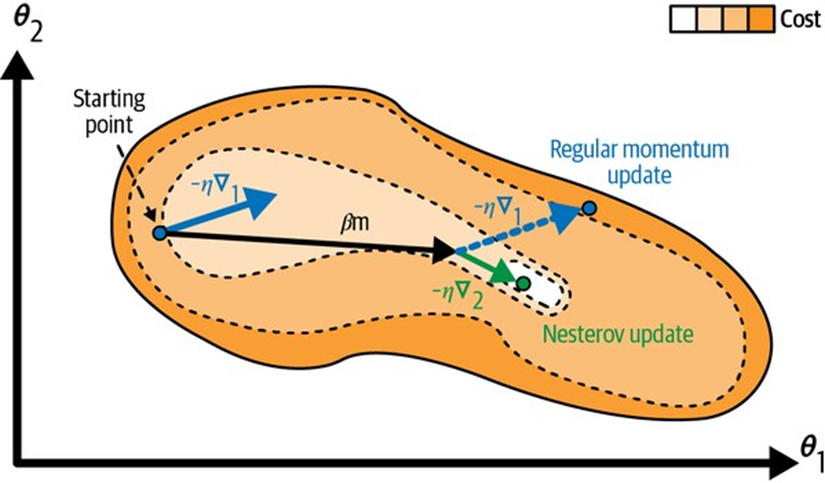 θ₂
Cost
Starting
point
Regular momentum
update
-η∇₁
-η∇₁
βm
-η∇₂
Nesterov update
θ₁